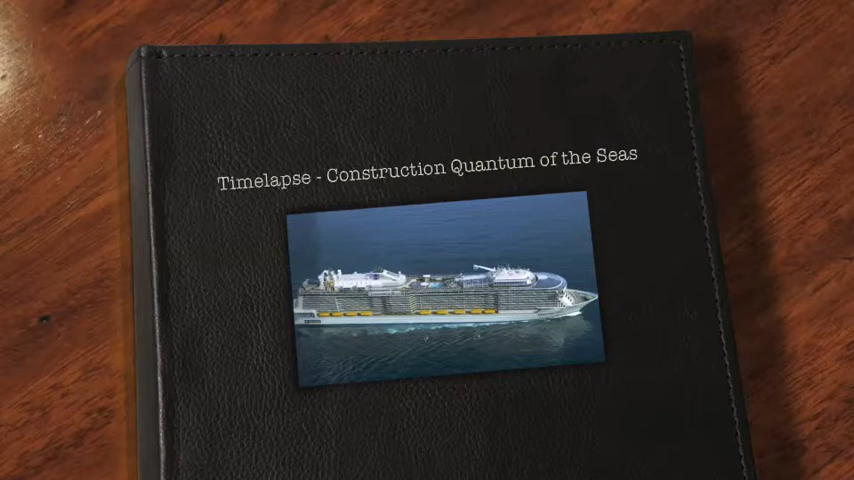 Timelapse - Construction Quantum of the Seas